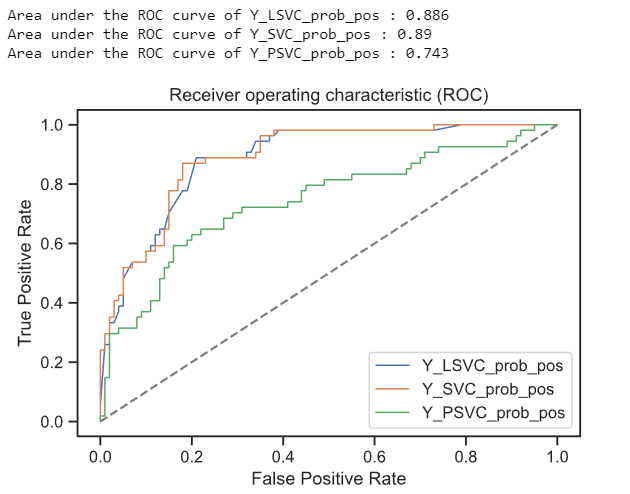 Area under the ROC curve of Y_LSVC_prob_pos : 0.886
Area under the ROC curve of Y_SVC_prob_pos : 0.89
Area under the ROC curve of Y_PSVC_prob_pos : 0.743
Receiver operating characteristic (ROC)
1.0
0.8
0.6
0.4
0.2
0.0
True Positive Rate
Y_LSVC_prob_pos
Y_SVC_prob_pos
Y_PSVC_prob_pos
0.0 0.2 0.4 0.6 0.8 1.0
False Positive Rate